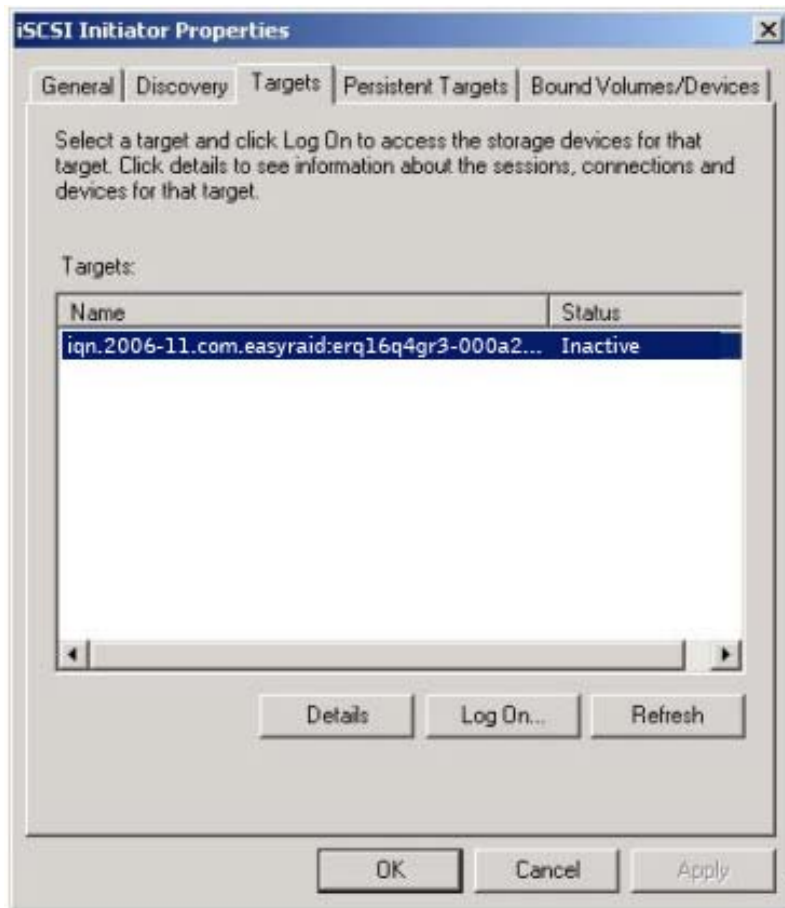 iSCSI Initiator Properties
General Discovery Targets Persistent Targets Bound Volumes/Devices
Select a target and click Log On to access the storage devices for that
target. Click details to see information about the sessions, connections and
devices for that target.
Targets:
Name Status
iqn.2006-11.com.easyraid:erq16q4gr3-000a2... Inactive
Details Log On... Refresh
OK Cancel Apply